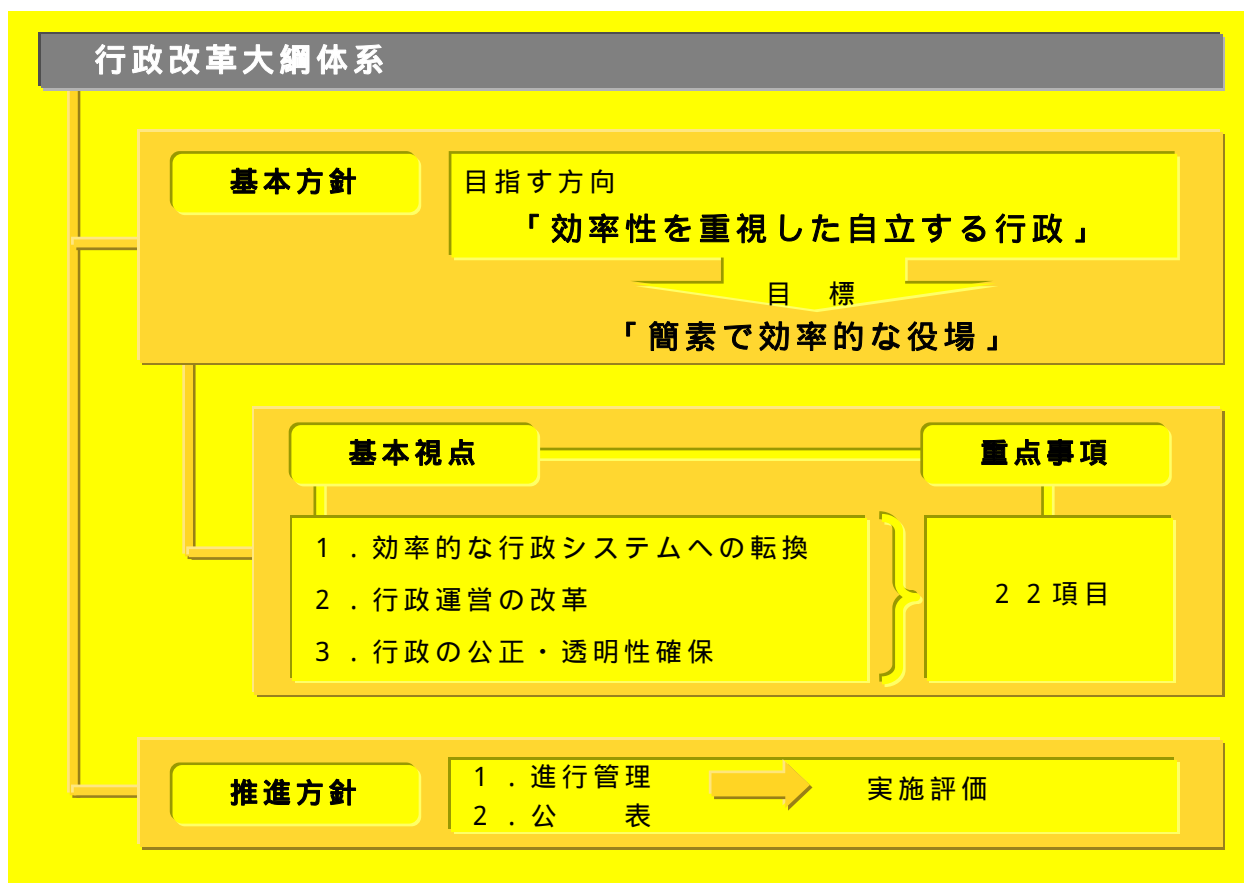 行政改革大綱体系
基本方針
目指す方向
「効率性を重視した自立する行政」
目　標
「簡素で効率的な役場」
基本視点
重点事項
１．効率的な行政システムへの転換
２．行政運営の改革
３．行政の公正・透明性確保
２２項目
推進方針
１．進行管理
２．公　　表
実施評価